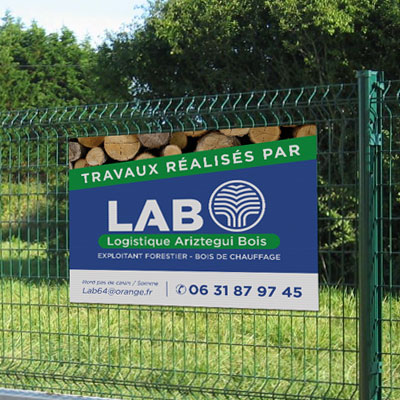 TRAVAUX RÉALISÉS PAR
LAB
Logistique Ariztegui Bois
EXPLOITANT FORESTIER - BOIS DE CHAUFFAGE
Lab64@orange.fr
06 31 87 97 45